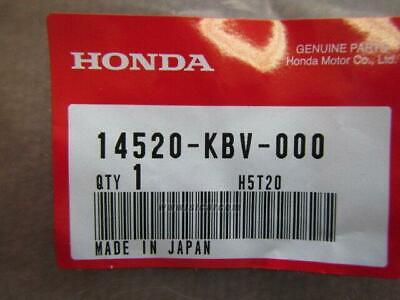 HONDA
GENUINE PARTS
Honda Motor Co., Ltd.
14520-KBV-000
QTY 1 H5T20
MADE IN JAPAN